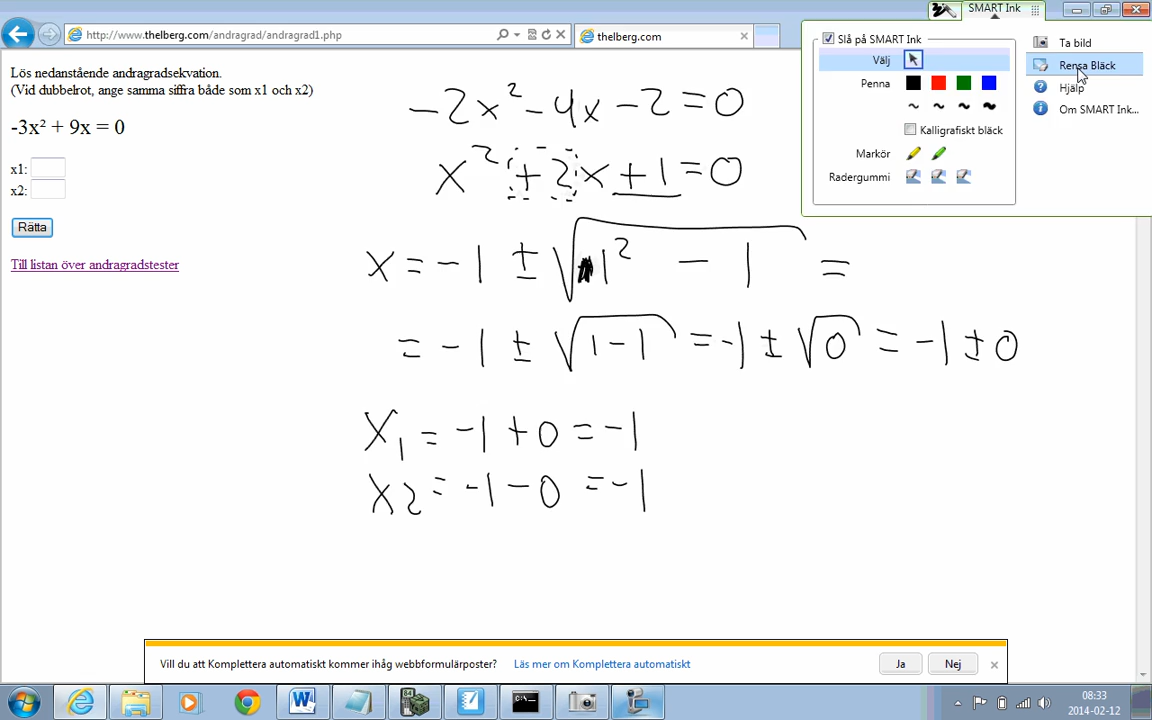 SMART Ink
http://www.thelberg.com/andragrad/andragrad1.php
thelberg.com
Slå på SMART Ink
Välj
Penna
Kalligrafiskt bläck
Markör
Radergummi
Ta bild
Rensa Bläck
Hjälp
Om SMART Ink...
Lös nedanstående andragradsekvation.
(Vid dubbelrot, ange samma siffra både som x1 och x2)
-3x² + 9x = 0
x1:
x2:
Rätta
Till listan över andragradstester
-2x² - 4x - 2 = 0
x² + 2x + 1 = 0
x = -1 ± √1² - 1 =
= -1 ± √1-1 = -1 ± √0 = -1 ± 0
X1 = -1 + 0 = -1
X2 = -1 - 0 = -1
Vill du att Komplettera automatiskt kommer ihåg webbformulärposter? Läs mer om Komplettera automatiskt Ja Nej
08:33
2014-02-12